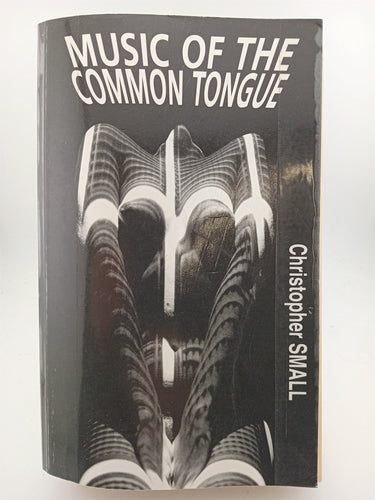 MUSIC OF THE
COMMON TONGUE
Christopher SMALL